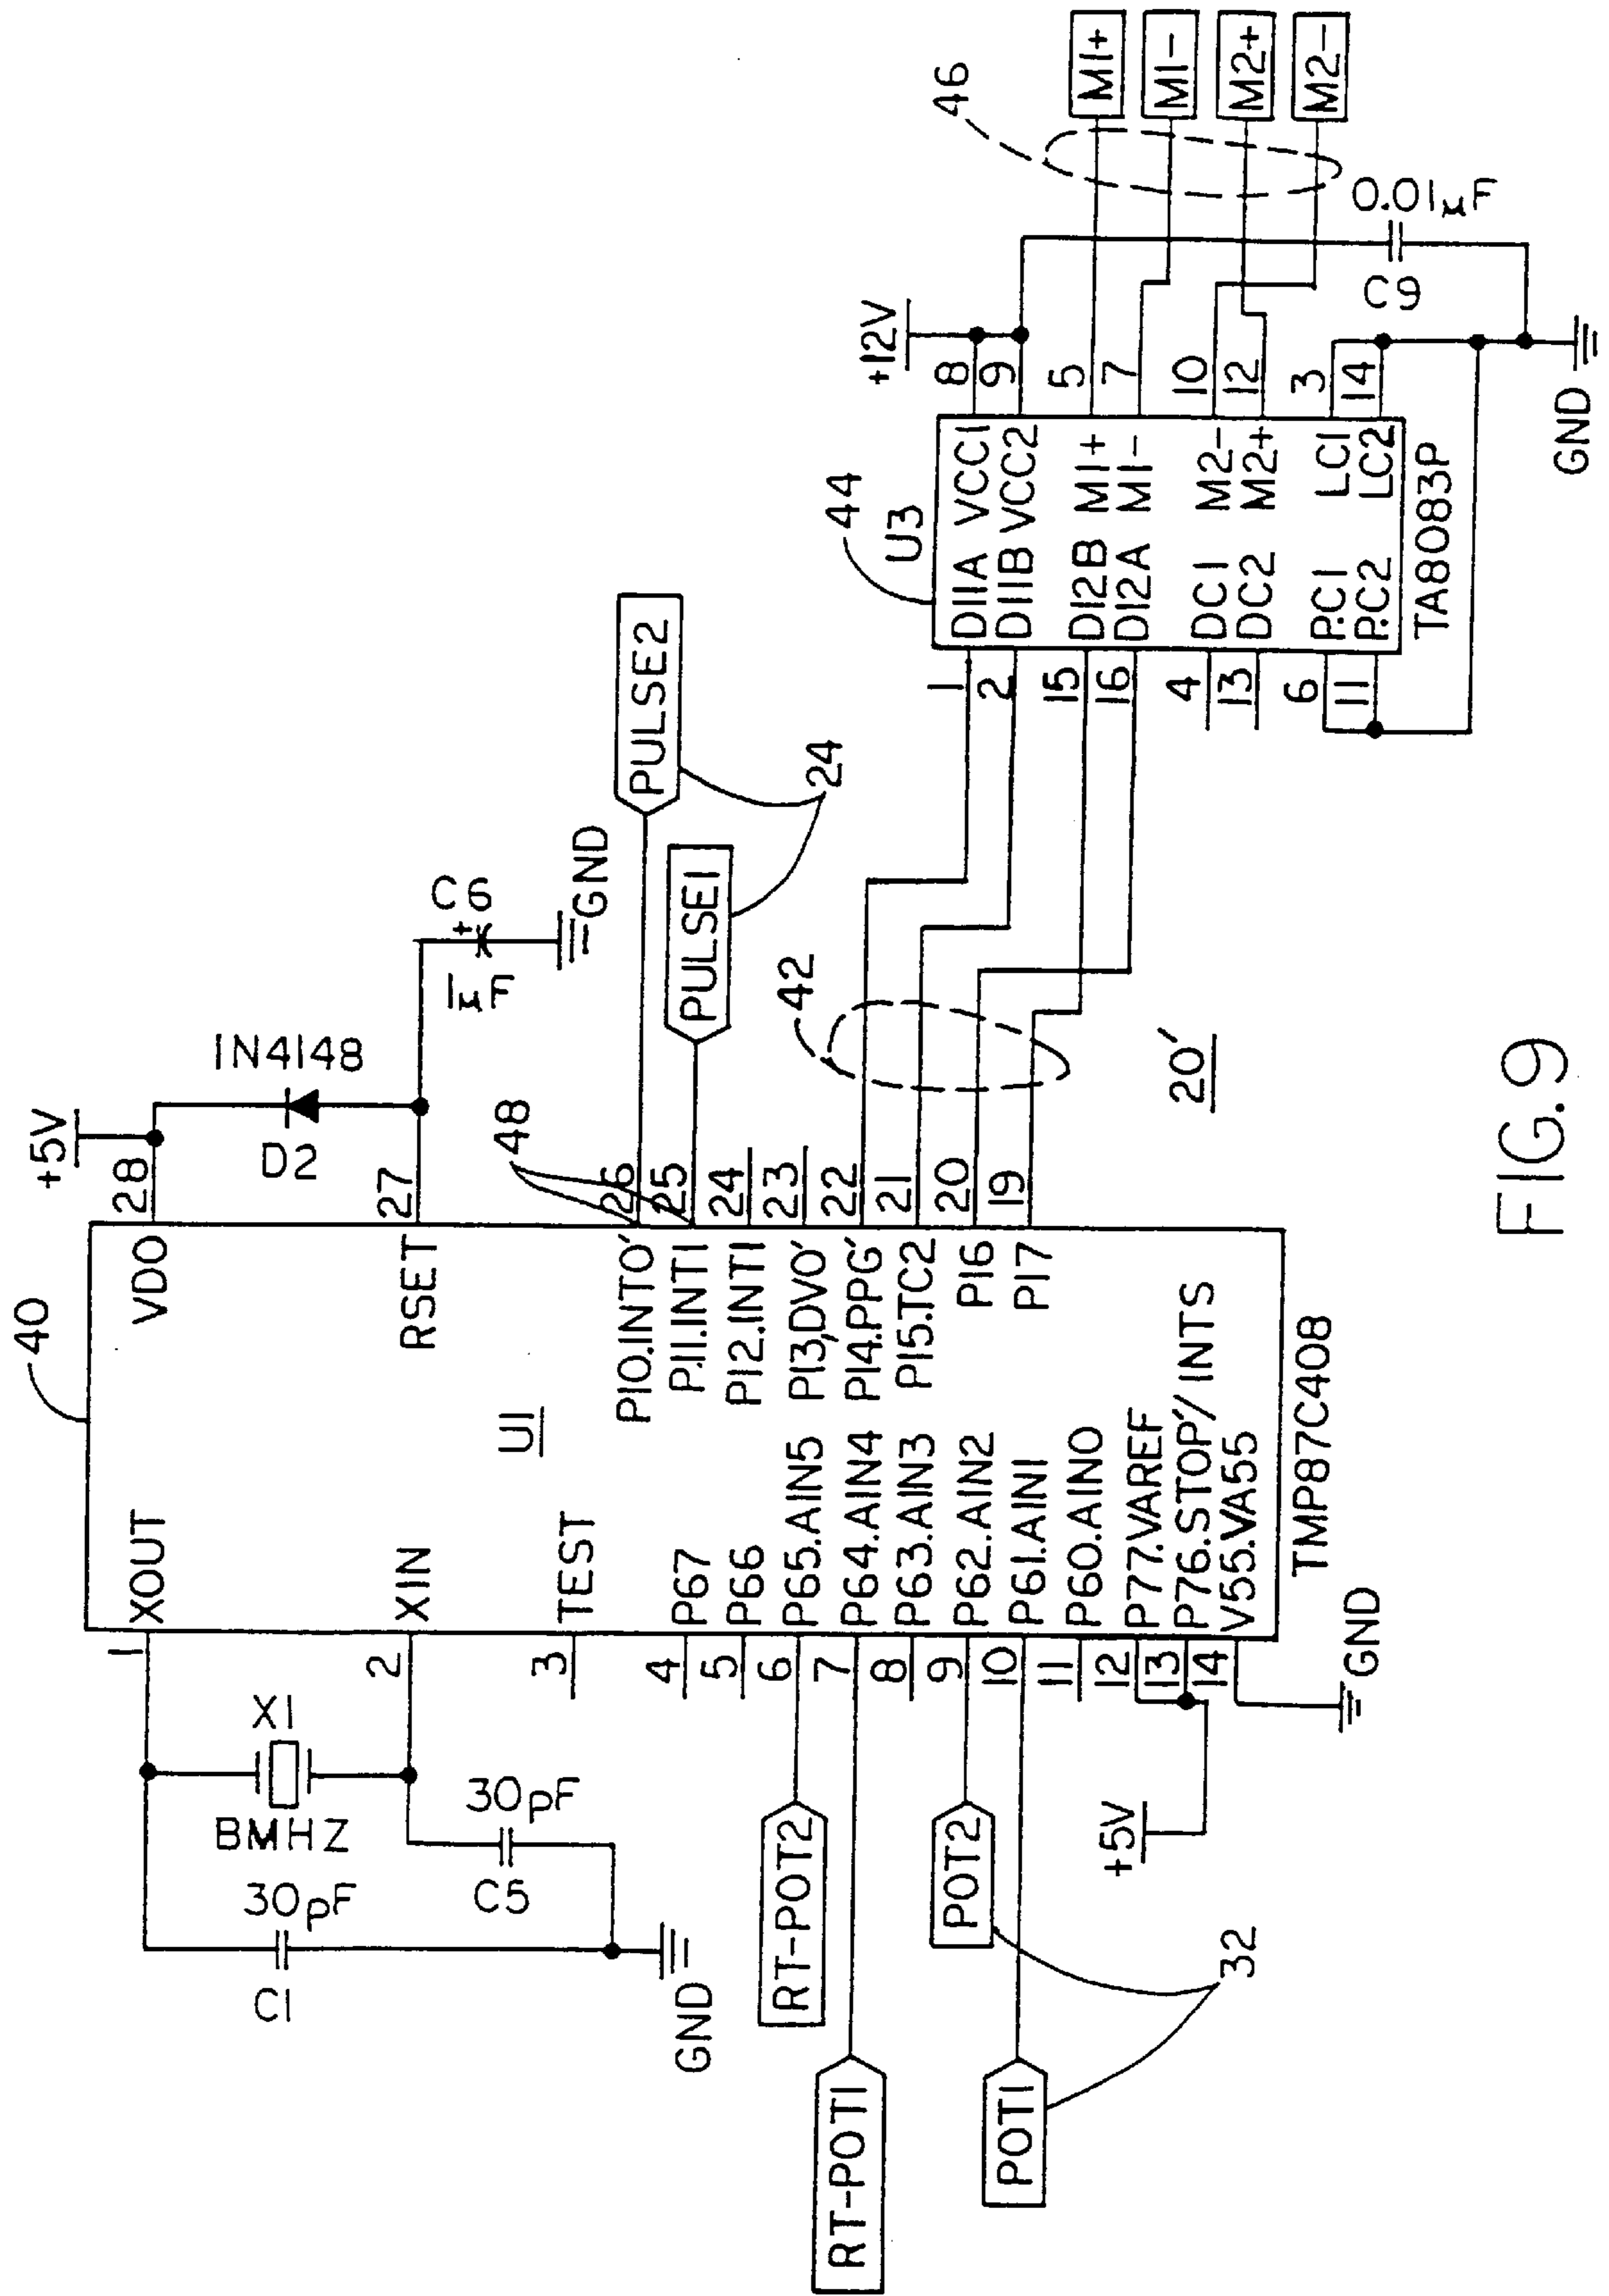 40
+5V
28
VDO
XOUT
1
X1
BMHZ
30pF
C1
1N4148
D2
27
RSET
XIN
2
30pF
C5
GND
C6
+
1µF
GND
TEST
3
U1
48
P67
4
P66
5
P65.AIN5
6
RT-POT2
P64.AIN4
7
RT-POT1
P63.AIN3
8
P62.AIN2
9
POT2
P61.AIN1
10
POT1
32
P60.AIN0
11
P77.VAREF
12
P76.STOP'/INTS
13
V55.VA55
14
+5V
GND
TMP87C408
P10.INTO'
26
PULSE2
P.11.INT1
25
PULSE1
24
P12.INT1
24
P13,DVO'
23
P14.PPG'
22
P15.TC2
21
P16
20
P17
19
42
20'
44
U3
DI1A VCC1
1
8
+12V
DI1B VCC2
2
9
DI2B M1+
15
5
M1+
DI2A M1-
16
7
M1-
DC1 M2-
4
10
M2+
DC2 M2+
13
12
M2-
P.C1 LC1
6
3
P.C2 LC2
11
14
TA8083P
46
0.01µF
C9
GND
FIG. 9